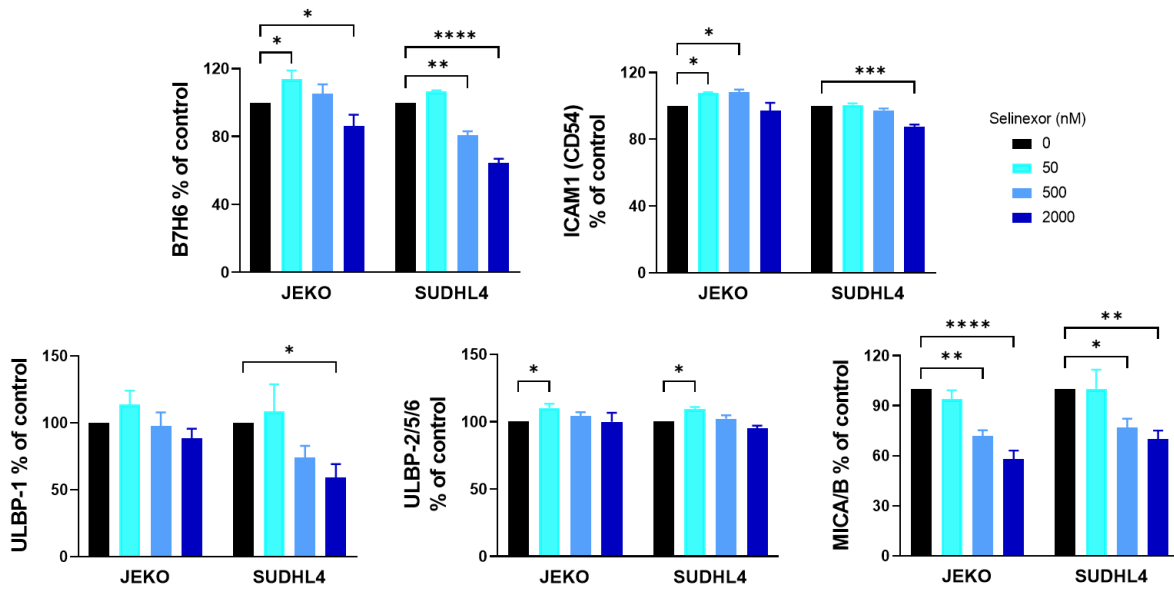 B7H6 % of control
120
80
40
0
*
*
****
**
JEKO
SUDHL4
ICAM1 (CD54)
% of control
120
80
40
0
*
*
***
JEKO
SUDHL4
Selinexor (nM)
0
50
500
2000
ULBP-1 % of control
150
100
50
0
*
JEKO
SUDHL4
ULBP-2/5/6
% of control
150
100
50
0
*
*
JEKO
SUDHL4
MICA/B % of control
120
90
60
30
0
****
**
**
*
JEKO
SUDHL4